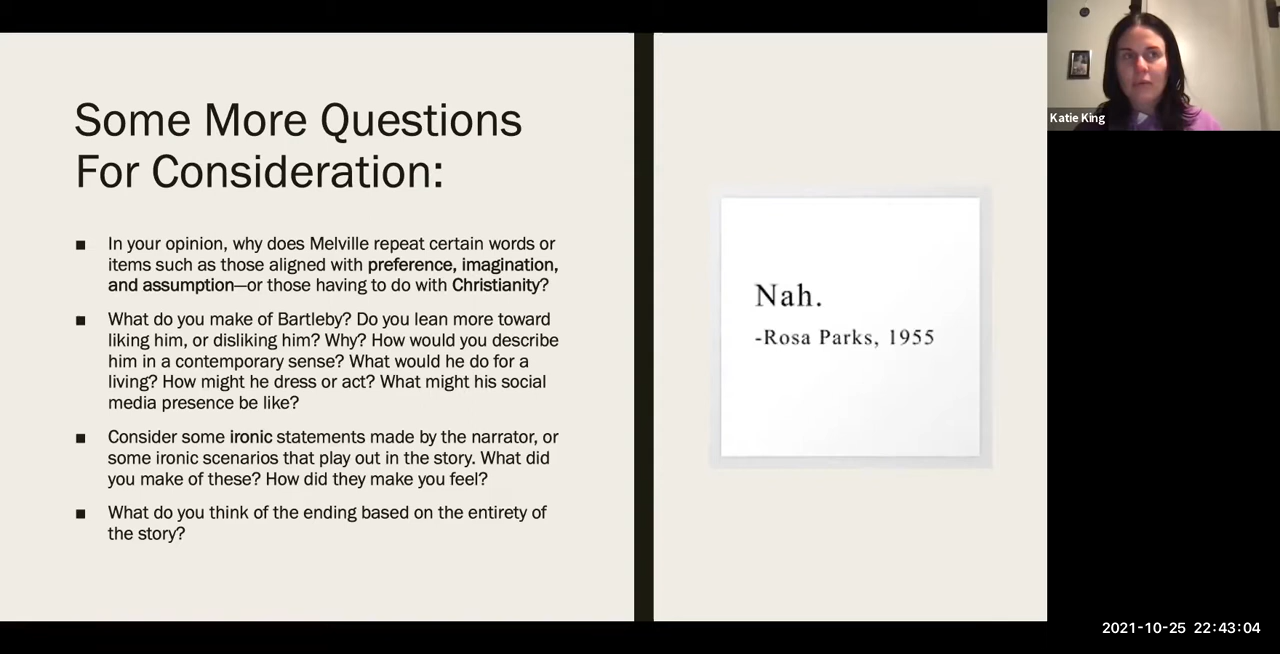 Some More Questions
For Consideration:
■ In your opinion, why does Melville repeat certain words or
items such as those aligned with preference, imagination,
and assumption—or those having to do with Christianity?
■ What do you make of Bartleby? Do you lean more toward
liking him, or disliking him? Why? How would you describe
him in a contemporary sense? What would he do for a
living? How might he dress or act? What might his social
media presence be like?
■ Consider some ironic statements made by the narrator, or
some ironic scenarios that play out in the story. What did
you make of these? How did they make you feel?
■ What do you think of the ending based on the entirety of
the story?
Nah.
-Rosa Parks, 1955
Katie King
2021-10-25 22:43:04